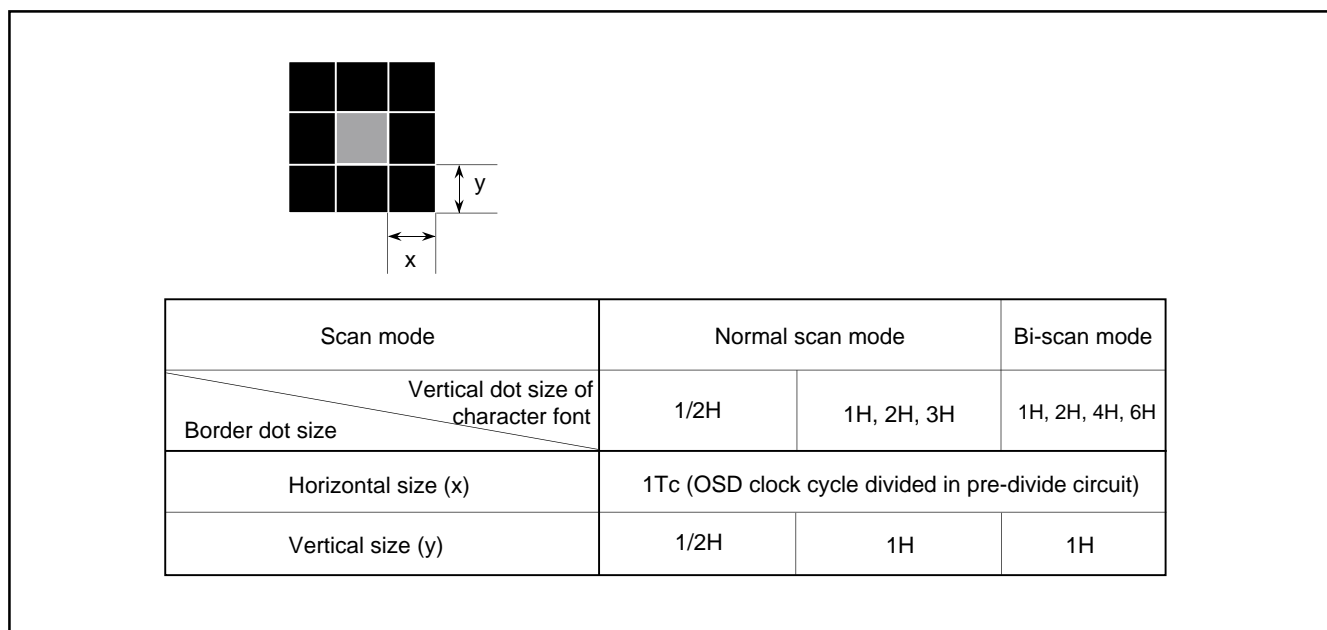 y
x
Scan mode
Normal scan mode
Bi-scan mode
Vertical dot size of
character font
Border dot size
1/2H
1H, 2H, 3H
1H, 2H, 4H, 6H
Horizontal size (x)
1Tc (OSD clock cycle divided in pre-divide circuit)
Vertical size (y)
1/2H
1H
1H